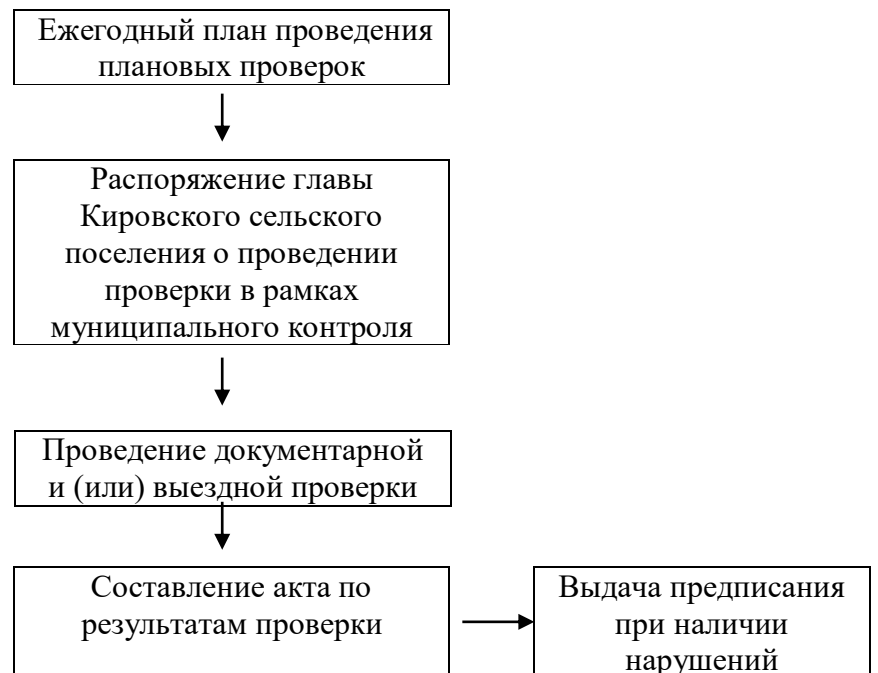 Ежегодный план проведения
плановых проверок
Распоряжение главы
Кировского сельского
поселения о проведении
проверки в рамках
муниципального контроля
Проведение документарной
и (или) выездной проверки
Составление акта по
результатам проверки
Выдача предписания
при наличии
нарушений